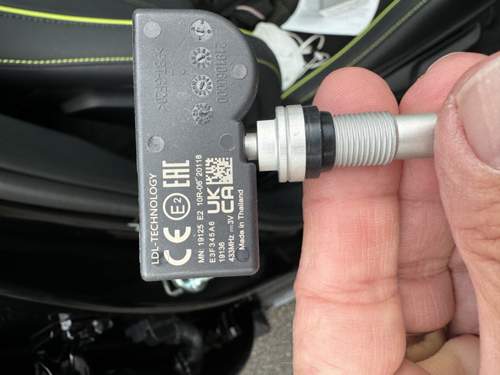 LDL-TECHNOLOGY
CE E2 EAC
MN: 19125 E2 10R-06 20118
E3F345A6
19136
UK
CA
433MHz ⎓3V
Made in Thailand